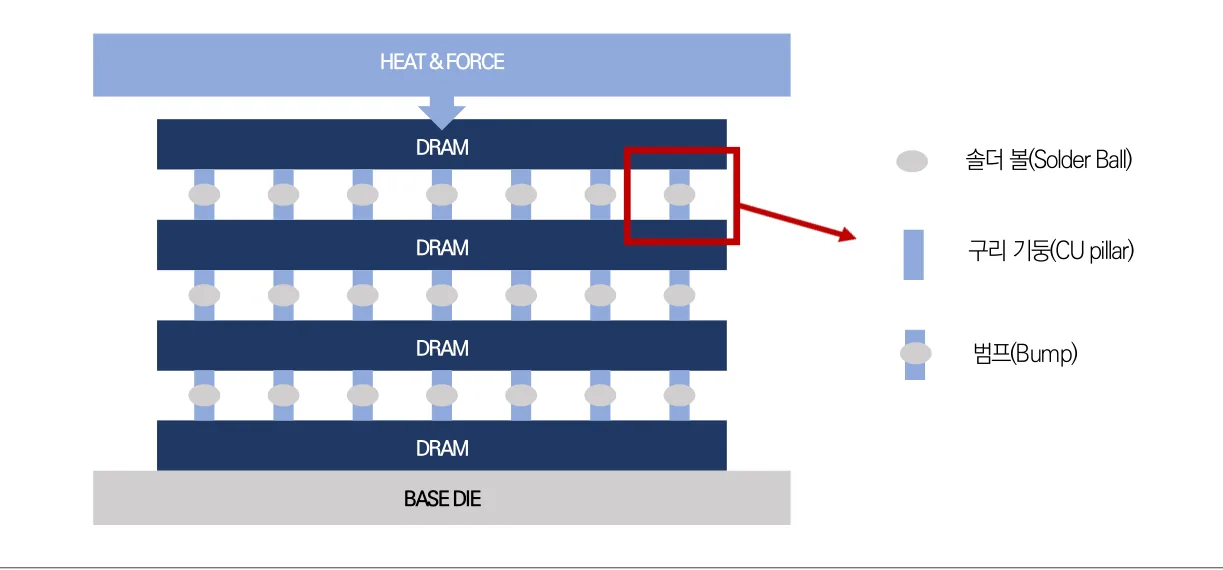 HEAT & FORCE
DRAM
DRAM
DRAM
DRAM
BASE DIE
솔더 볼(Solder Ball)
구리 기둥(CU pillar)
범프(Bump)